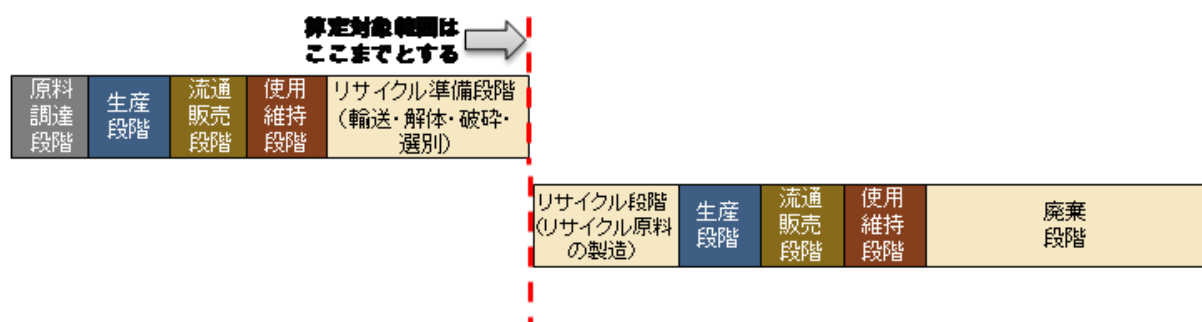 算定対象範囲は
ここまでとする
原料
調達
段階
生産
段階
流通
販売
段階
使用
維持
段階
リサイクル準備段階
（輸送・解体・破砕・
選別）
リサイクル段階
（リサイクル原料
の製造）
生産
段階
流通
販売
段階
使用
維持
段階
廃棄
段階